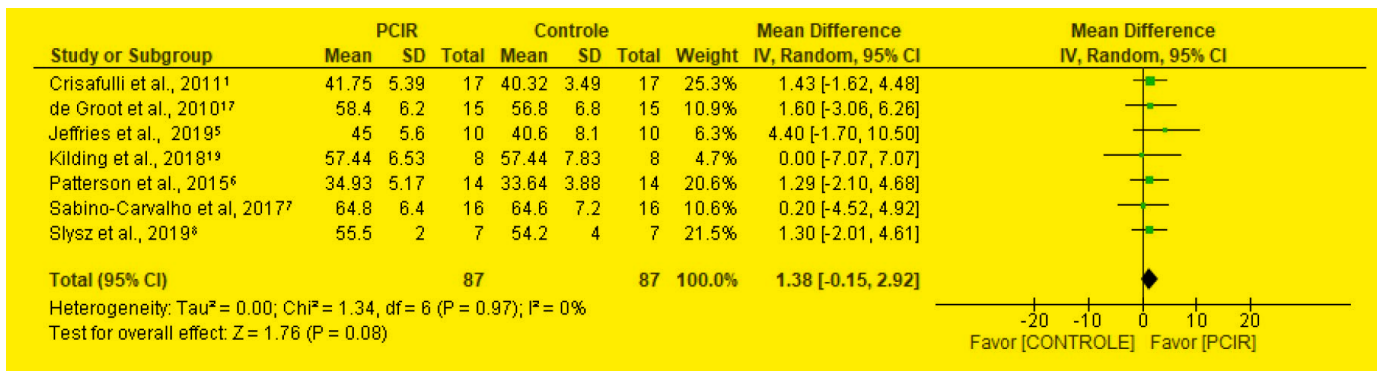 PCIR Controle Mean Difference Mean Difference
Study or Subgroup Mean SD Total Mean SD Total Weight IV, Random, 95% CI IV, Random, 95% CI
Crisafulli et al., 2011¹ 41.75 5.39 17 40.32 3.49 17 25.3% 1.43 [-1.62, 4.48]
de Groot et al., 2010¹⁷ 58.4 6.2 15 56.8 6.8 15 10.9% 1.60 [-3.06, 6.26]
Jeffries et al., 2019⁵ 45 5.6 10 40.6 8.1 10 6.3% 4.40 [-1.70, 10.50]
Kilding et al., 2018¹⁹ 57.44 6.53 8 57.44 7.83 8 4.7% 0.00 [-7.07, 7.07]
Patterson et al., 2015⁶ 34.93 5.17 14 33.64 3.88 14 20.6% 1.29 [-2.10, 4.68]
Sabino-Carvalho et al, 2017⁷ 64.8 6.4 16 64.6 7.2 16 10.6% 0.20 [-4.52, 4.92]
Slysz et al., 2019⁸ 55.5 2 7 54.2 4 7 21.5% 1.30 [-2.01, 4.61]
Total (95% CI) 87 87 100.0% 1.38 [-0.15, 2.92]
Heterogeneity: Tau² = 0.00; Chi² = 1.34, df = 6 (P = 0.97); I² = 0%
Test for overall effect: Z = 1.76 (P = 0.08)
-20 -10 0 10 20
Favor [CONTROLE] Favor [PCIR]